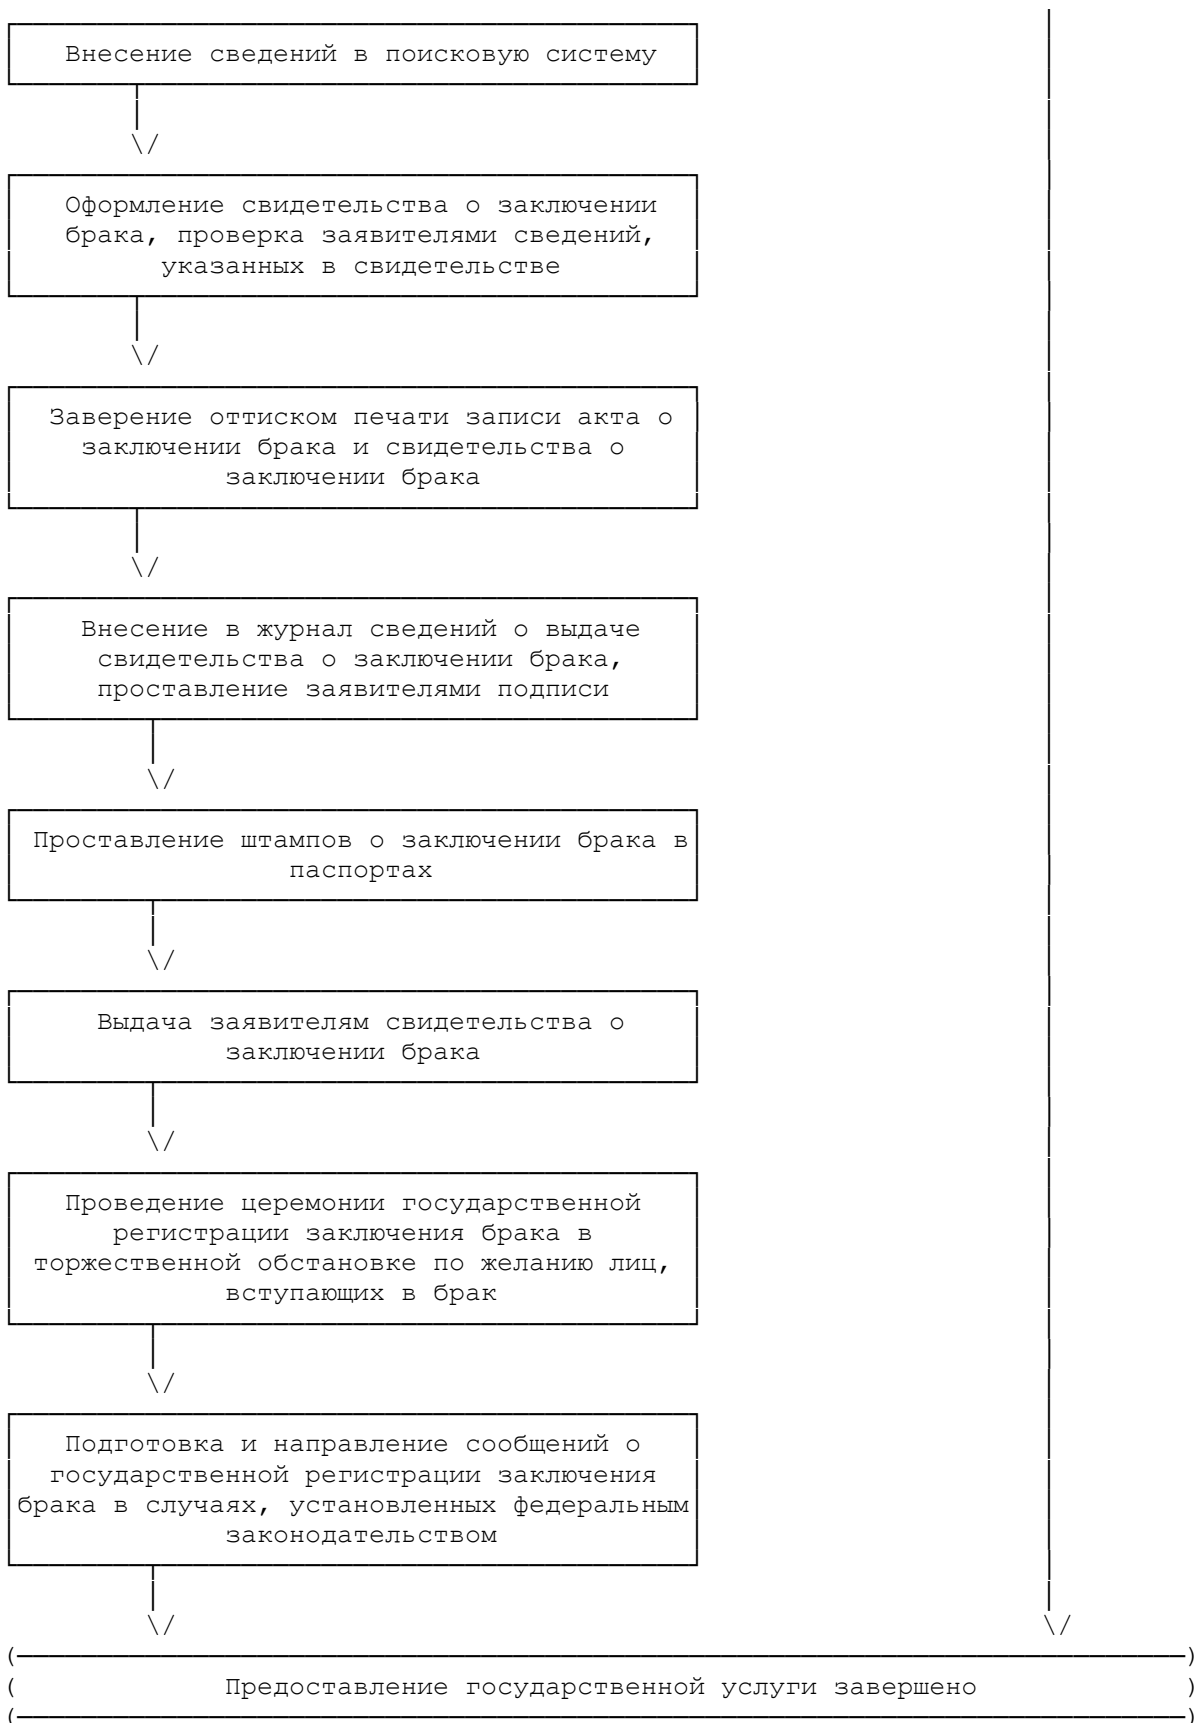 Внесение сведений в поисковую систему
Оформление свидетельства о заключении
брака, проверка заявителями сведений,
указанных в свидетельстве
Заверение оттиском печати записи акта о
заключении брака и свидетельства о
заключении брака
Внесение в журнал сведений о выдаче
свидетельства о заключении брака,
проставление заявителями подписи
Проставление штампов о заключении брака в
паспортах
Выдача заявителям свидетельства о
заключении брака
Проведение церемонии государственной
регистрации заключения брака в
торжественной обстановке по желанию лиц,
вступающих в брак
Подготовка и направление сообщений о
государственной регистрации заключения
брака в случаях, установленных федеральным
законодательством
Предоставление государственной услуги завершено